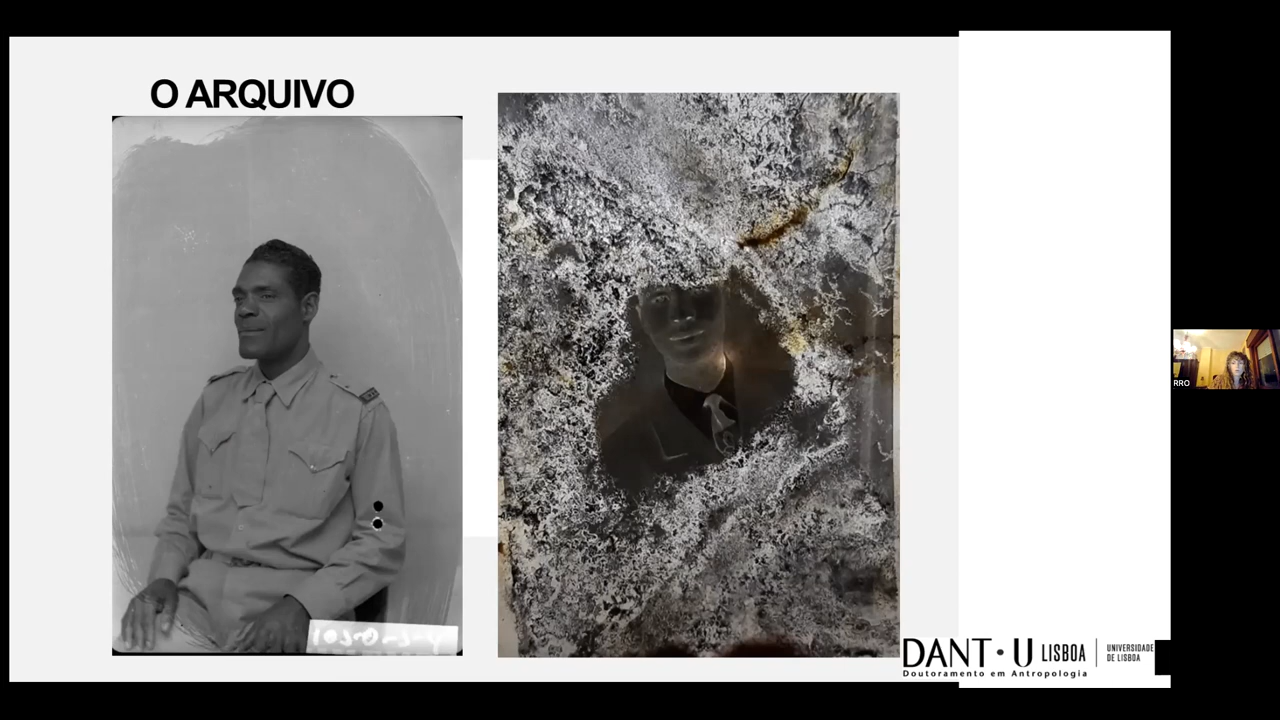 O ARQUIVO
RRO
DANT • U LISBOA
UNIVERSIDADE
DE LISBOA
Doutoramento em Antropologia